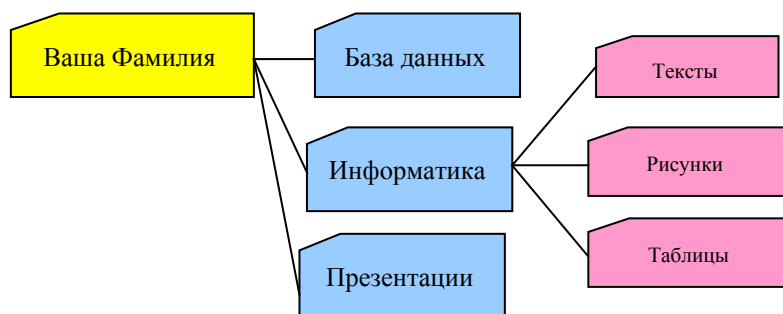 Ваша Фамилия
База данных
Информатика
Презентации
Тексты
Рисунки
Таблицы